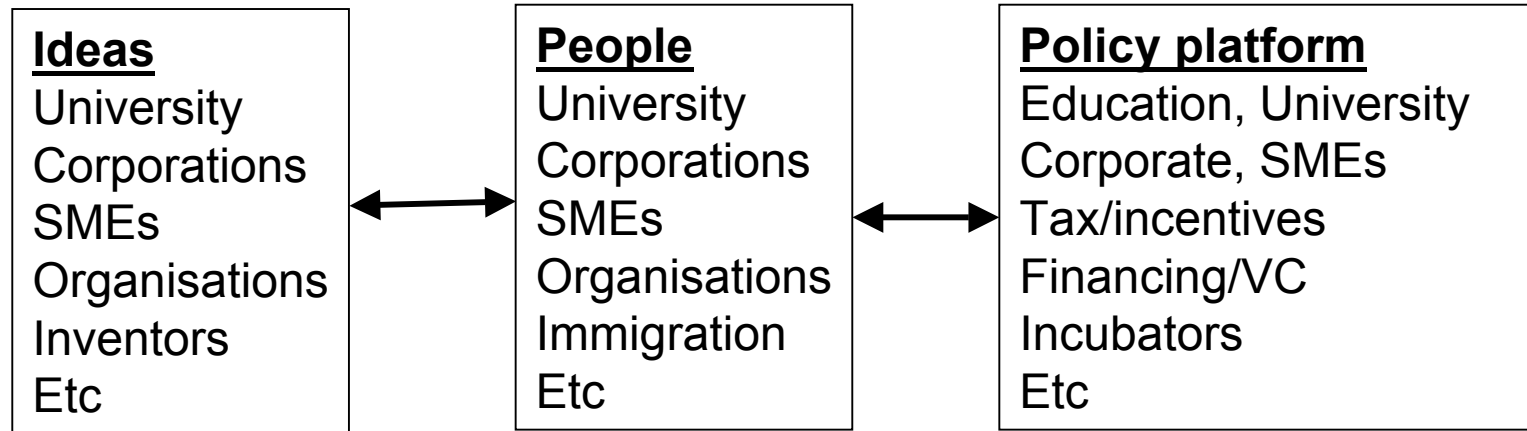 Ideas
University
Corporations
SMEs
Organisations
Inventors
Etc
People
University
Corporations
SMEs
Organisations
Immigration
Etc
Policy platform
Education, University
Corporate, SMEs
Tax/incentives
Financing/VC
Incubators
Etc